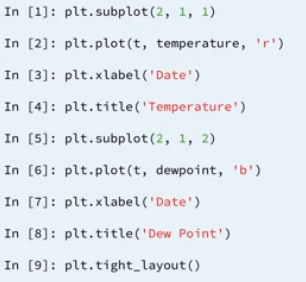 In [1]: plt.subplot(2, 1, 1)
In [2]: plt.plot(t, temperature, 'r')
In [3]: plt.xlabel('Date')
In [4]: plt.title('Temperature')
In [5]: plt.subplot(2, 1, 2)
In [6]: plt.plot(t, dewpoint, 'b')
In [7]: plt.xlabel('Date')
In [8]: plt.title('Dew Point')
In [9]: plt.tight_layout()